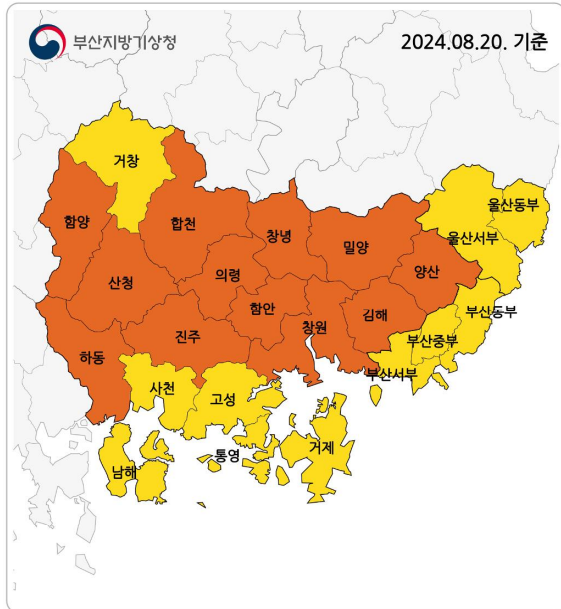 부산지방기상청
2024.08.20. 기준
거창
함양
합천
창녕
밀양
울산동부
울산서부
산청
의령
양산
함안
김해
창원
진주
부산동부
부산중부
하동
부산서부
사천
고성
거제
통영
남해